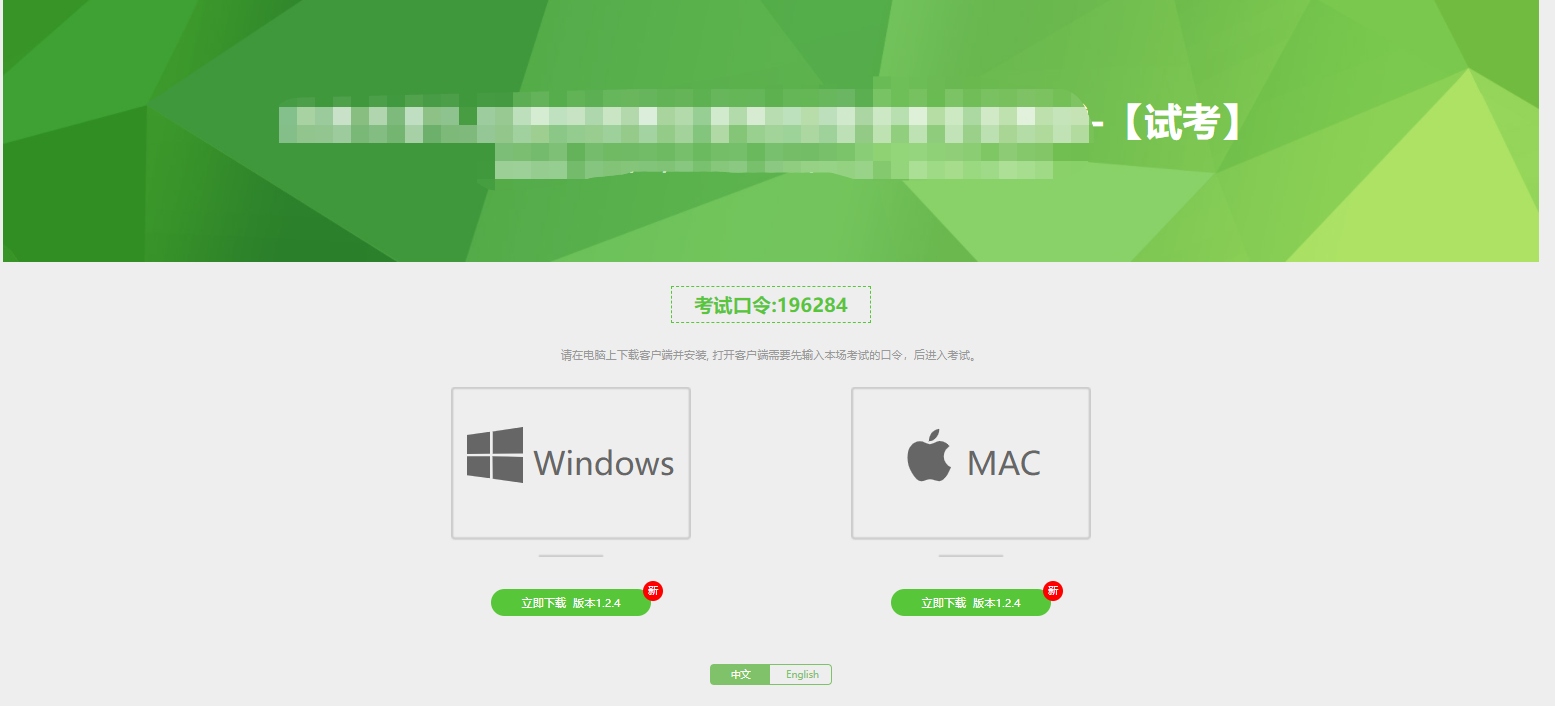 -【试考】
考试口令:196284
请在电脑上下载客户端并安装, 打开客户端需要先输入本场考试的口令，后进入考试。
Windows
MAC
新
立即下载 版本1.2.4
新
立即下载 版本1.2.4
中文
English